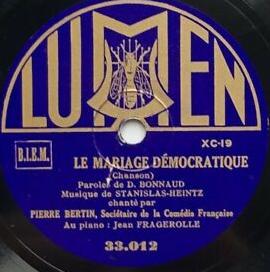 LUMEN
XC-19
B.I.E.M.
LE MARIAGE DÉMOCRATIQUE
(Chanson)
Paroles de D. BONNAUD
Musique de STANISLAS-HEINTZ
chanté par
PIERRE BERTIN, Sociétaire de la Comédie Française
Au piano : Jean FRAGEROLLE
33.012